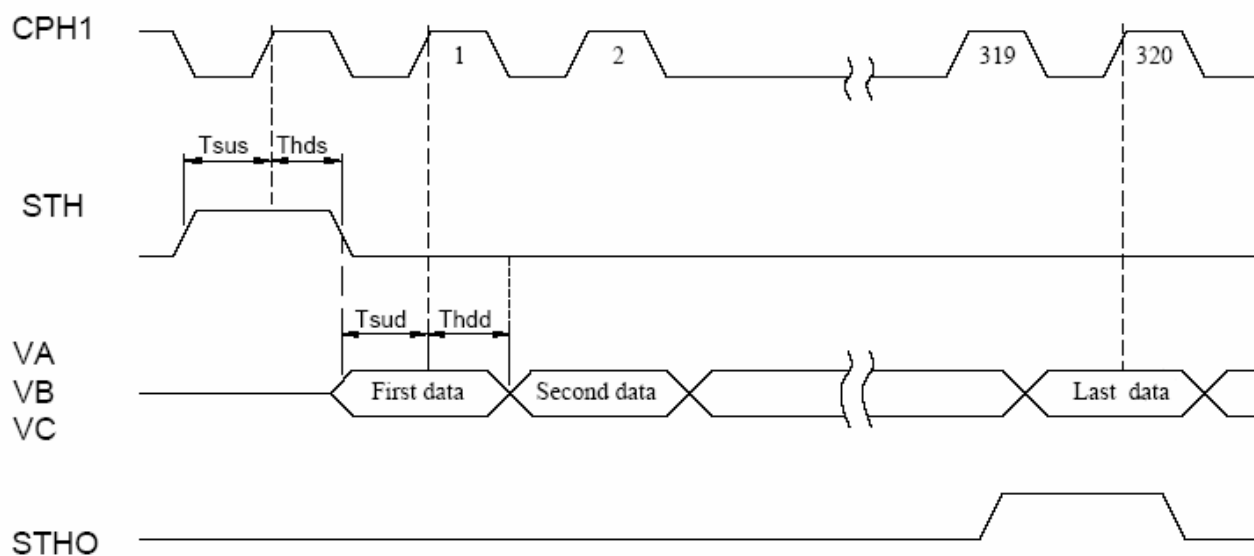 CPH1
1
2
319
320
Tsus
Thds
STH
Tsud
Thdd
VA
VB
VC
First data
Second data
Last data
STHO